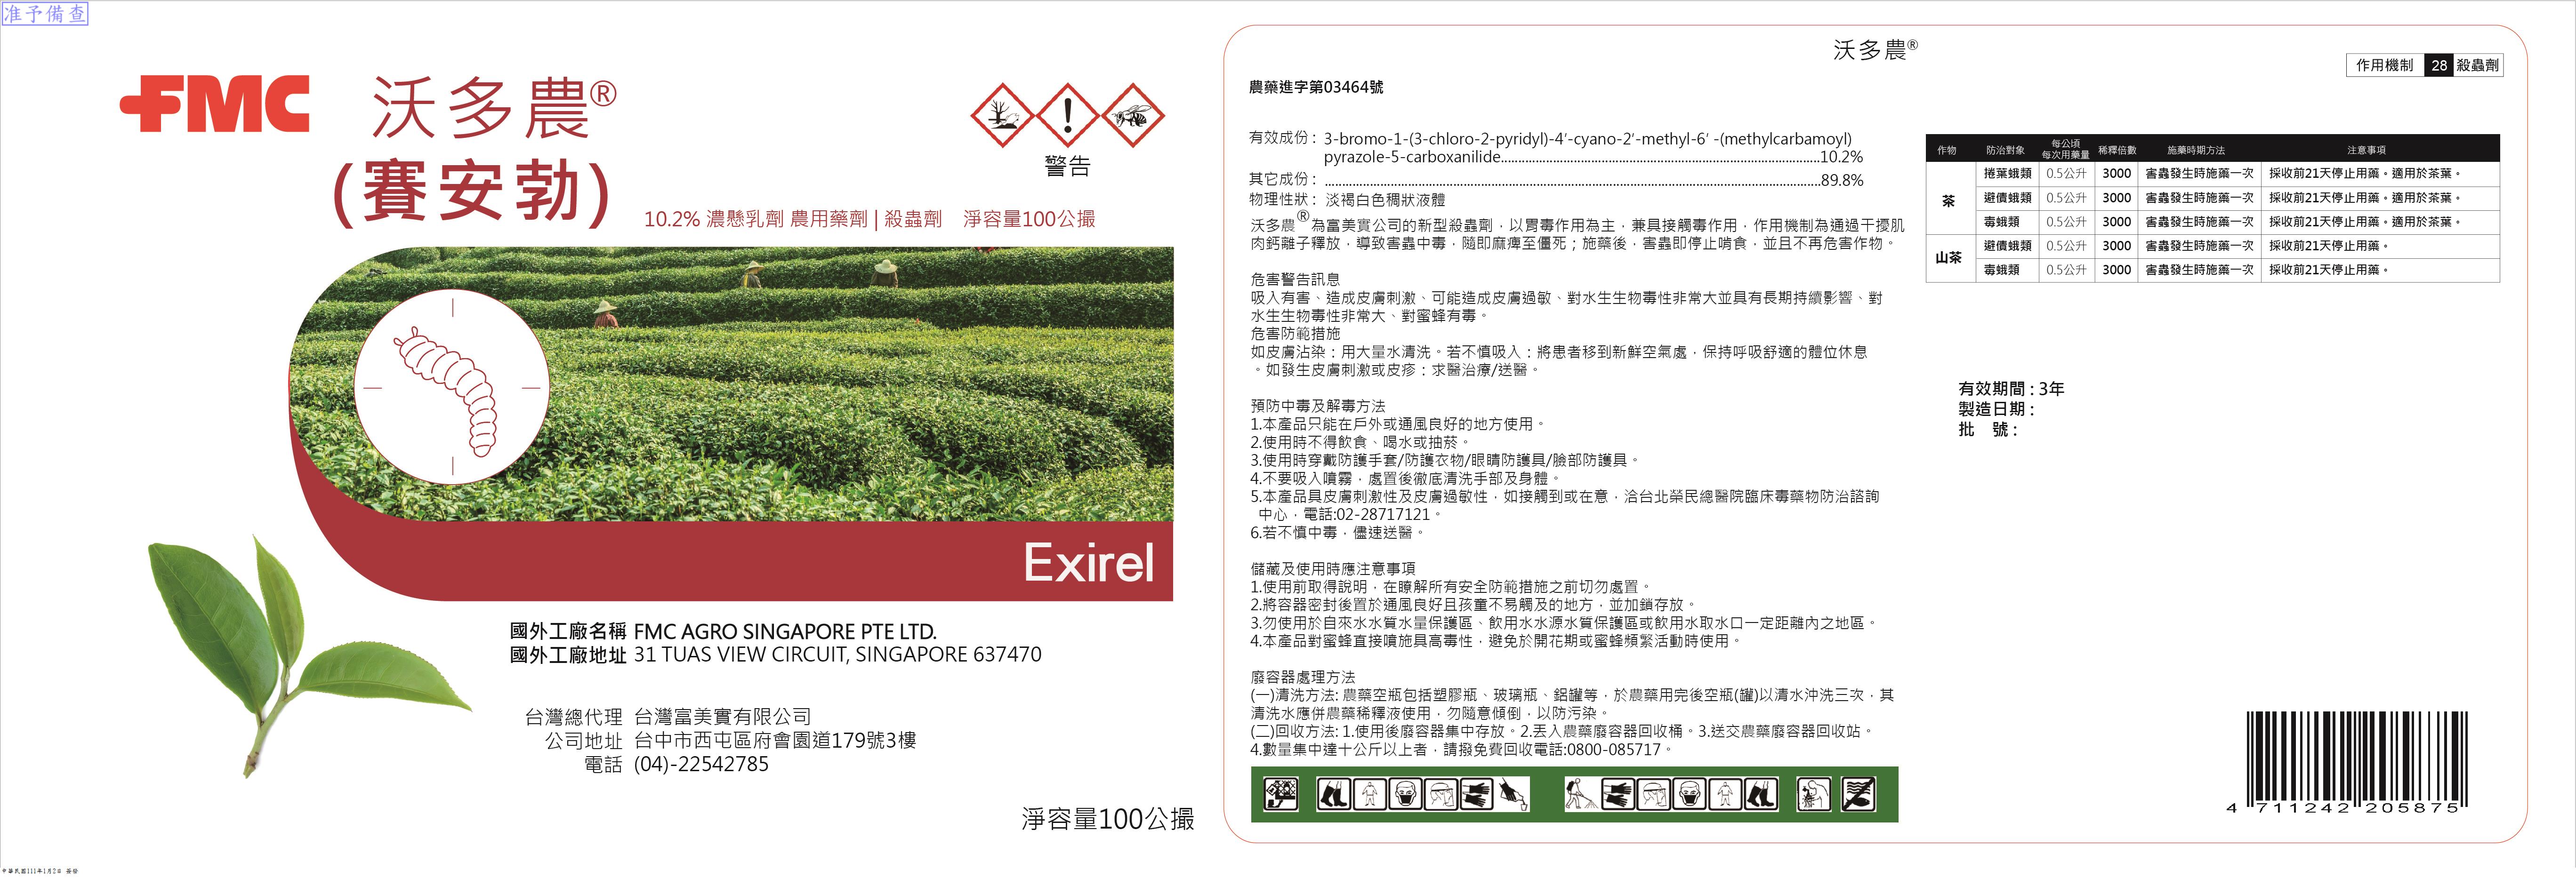 准予備查
FMC
沃多農®
(賽安勃)
警告
10.2% 濃懸乳劑 農用藥劑 | 殺蟲劑 淨容量100公撮
Exirel
國外工廠名稱 FMC AGRO SINGAPORE PTE LTD.
國外工廠地址 31 TUAS VIEW CIRCUIT, SINGAPORE 637470
台灣總代理 台灣富美實有限公司
公司地址 台中市西屯區府會園道179號3樓
電話 (04)-22542785
淨容量100公撮
中華民國111年1月2日 簽發
沃多農®
農藥進字第03464號
有效成份： 3-bromo-1-(3-chloro-2-pyridyl)-4′-cyano-2′-methyl-6′ -(methylcarbamoyl)
pyrazole-5-carboxanilide............................................................10.2%
其它成份： ............................................................89.8%
物理性狀： 淡褐白色稠狀液體
沃多農®為富美實公司的新型殺蟲劑，以胃毒作用為主，兼具接觸毒作用，作用機制為通過干擾肌
肉鈣離子釋放，導致害蟲中毒，隨即麻痺至僵死；施藥後，害蟲即停止啃食，並且不再危害作物。
危害警告訊息
吸入有害、造成皮膚刺激、可能造成皮膚過敏、對水生生物毒性非常大並具有長期持續影響、對
水生生物毒性非常大、對蜜蜂有毒。
危害防範措施
如皮膚沾染：用大量水清洗。若不慎吸入：將患者移到新鮮空氣處，保持呼吸舒適的體位休息
。如發生皮膚刺激或皮疹：求醫治療/送醫。
預防中毒及解毒方法
1.本產品只能在戶外或通風良好的地方使用。
2.使用時不得飲食、喝水或抽菸。
3.使用時穿戴防護手套/防護衣物/眼睛防護具/臉部防護具。
4.不要吸入噴霧，處置後徹底清洗手部及身體。
5.本產品具皮膚刺激性及皮膚過敏性，如接觸到或在意，洽台北榮民總醫院臨床毒藥物防治諮詢
中心，電話:02-28717121。
6.若不慎中毒，儘速送醫。
儲藏及使用時應注意事項
1.使用前取得說明，在瞭解所有安全防範措施之前切勿處置。
2.將容器密封後置於通風良好且孩童不易觸及的地方，並加鎖存放。
3.勿使用於自來水水質水量保護區、飲用水水源水質保護區或飲用水取水口一定距離內之地區。
4.本產品對蜜蜂直接噴施具高毒性，避免於開花期或蜜蜂頻繁活動時使用。
廢容器處理方法
(一)清洗方法: 農藥空瓶包括塑膠瓶、玻璃瓶、鋁罐等，於農藥用完後空瓶(罐)以清水沖洗三次，其
清洗水應併農藥稀釋液使用，勿隨意傾倒，以防污染。
(二)回收方法: 1.使用後廢容器集中存放。2.丟入農藥廢容器回收桶。3.送交農藥廢容器回收站。
4.數量集中達十公斤以上者，請撥免費回收電話:0800-085717。
作用機制 28 殺蟲劑
作物 防治對象 每公頃每次用藥量 稀釋倍數 施藥時期方法 注意事項
茶 捲葉蛾類 0.5公升 3000 害蟲發生時施藥一次 採收前21天停止用藥。適用於茶葉。
避債蛾類 0.5公升 3000 害蟲發生時施藥一次 採收前21天停止用藥。適用於茶葉。
毒蛾類 0.5公升 3000 害蟲發生時施藥一次 採收前21天停止用藥。適用於茶葉。
山茶 避債蛾類 0.5公升 3000 害蟲發生時施藥一次 採收前21天停止用藥。
毒蛾類 0.5公升 3000 害蟲發生時施藥一次 採收前21天停止用藥。
有效期間 : 3年
製造日期 :
批 號 :
4 711242 205875